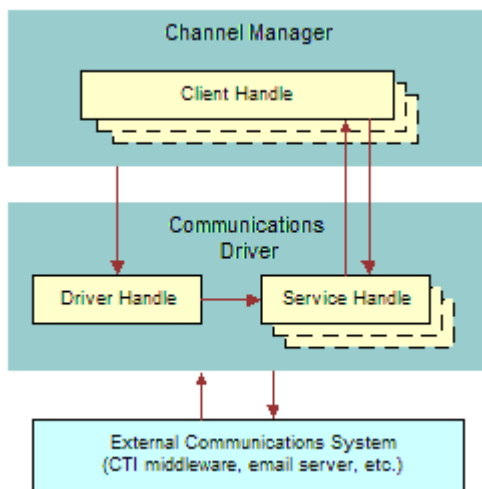 Channel Manager
Client Handle
Communications
Driver
Driver Handle
Service Handle
External Communications System
(CTI middleware, email server, etc.)